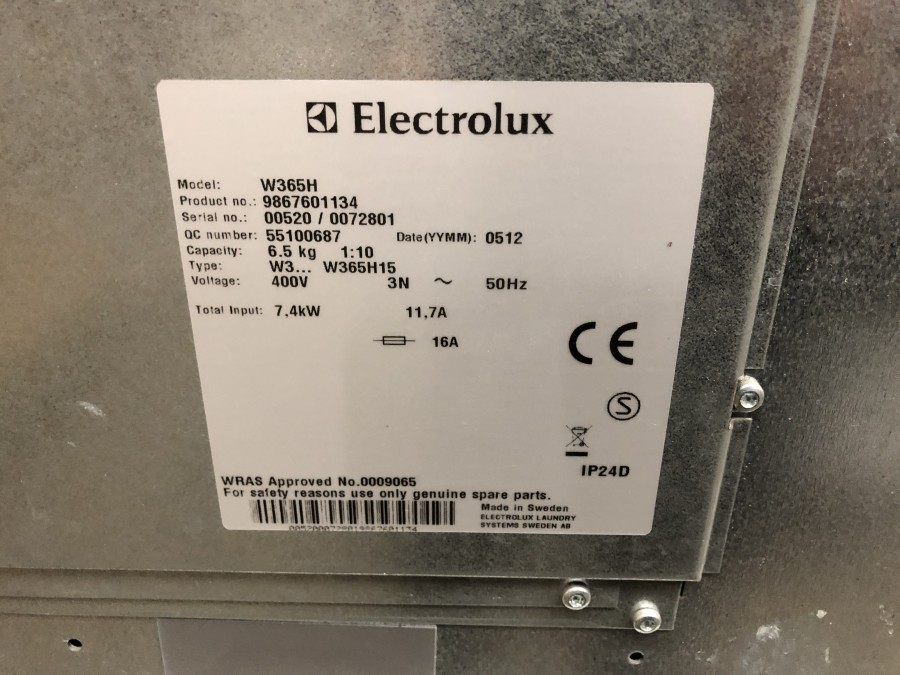 Electrolux
Model: W365H
Product no.: 9867601134
Serial no.: 00520 / 0072801
QC number: 55100687 Date(YYMM): 0512
Capacity: 6.5 kg 1:10
Type: W3... W365H15
Voltage: 400V 3N ~ 50Hz
Total Input: 7,4kW 11,7A
16A
CE
S
IP24D
WRAS Approved No.0009065
For safety reasons use only genuine spare parts.
Made in Sweden
ELECTROLUX LAUNDRY
SYSTEMS SWEDEN AB